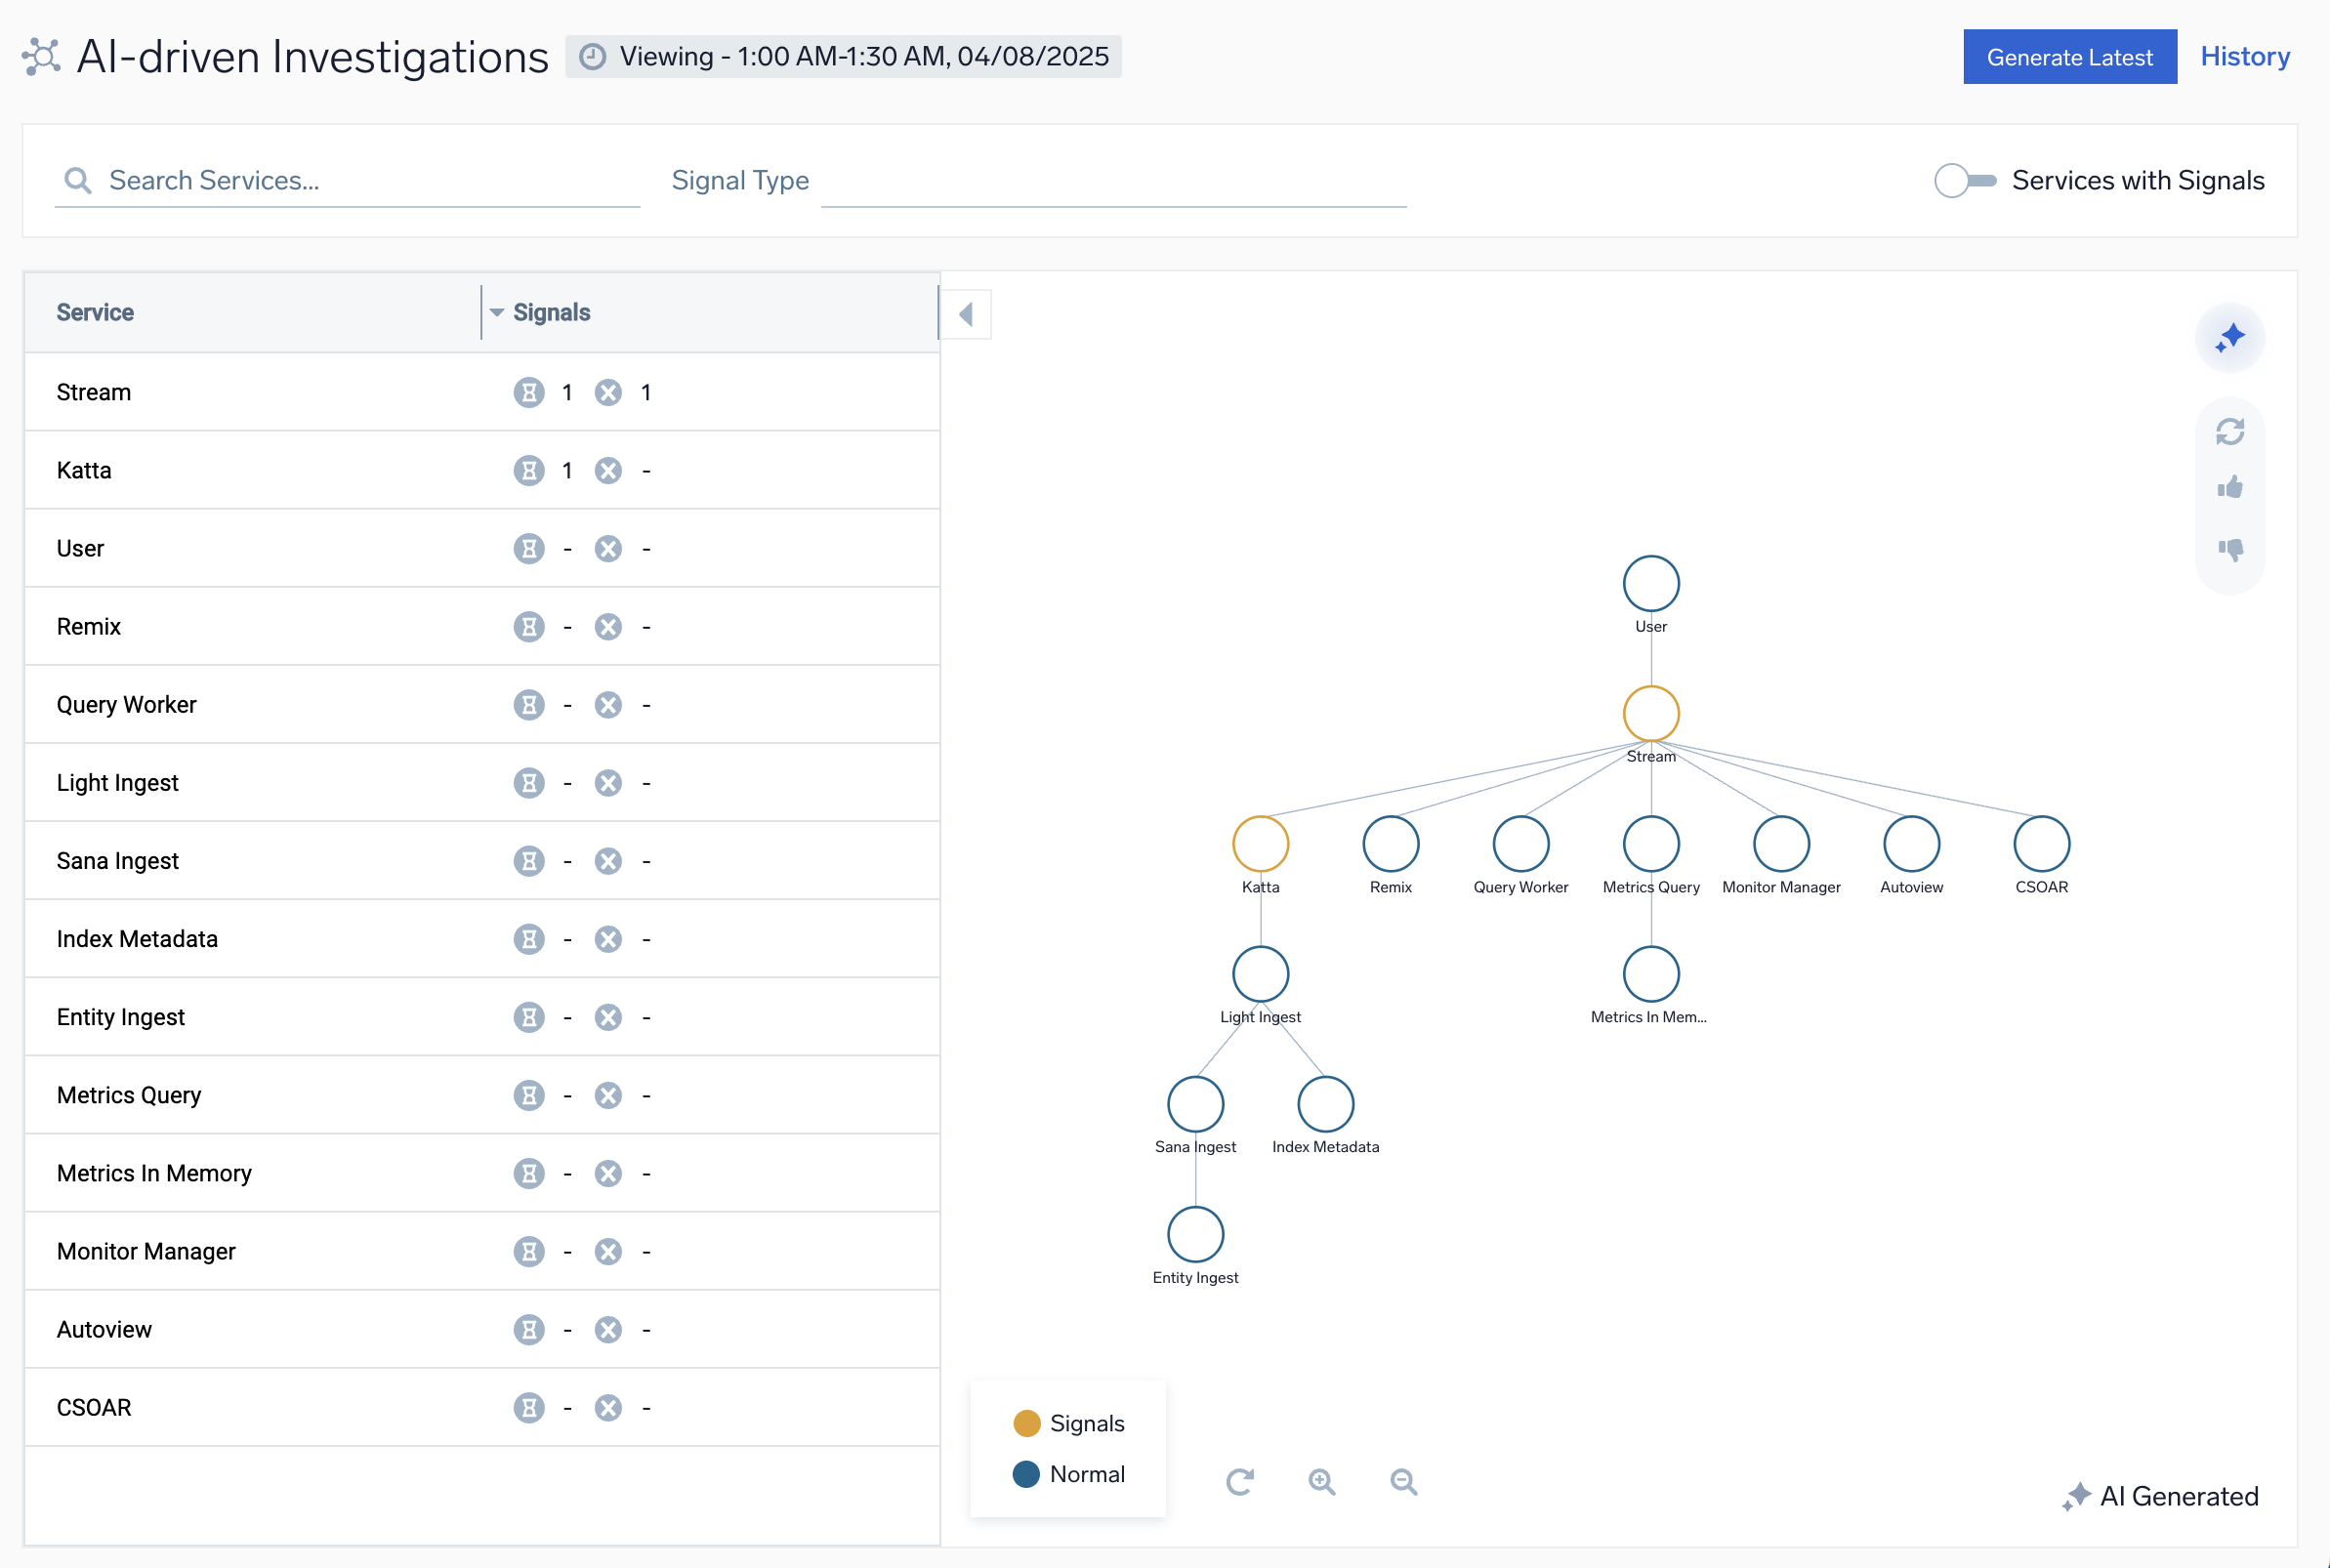 AI-driven Investigations
Viewing - 1:00 AM-1:30 AM, 04/08/2025
Generate Latest
History
Search Services...
Signal Type
Services with Signals
Service Signals
Stream 1 1
Katta 1 -
User - -
Remix - -
Query Worker - -
Light Ingest - -
Sana Ingest - -
Index Metadata - -
Entity Ingest - -
Metrics Query - -
Metrics In Memory - -
Monitor Manager - -
Autoview - -
CSOAR - -
User
Stream
Katta Remix Query Worker Metrics Query Monitor Manager Autoview CSOAR
Light Ingest Metrics In Mem...
Sana Ingest Index Metadata
Entity Ingest
Signals
Normal
AI Generated